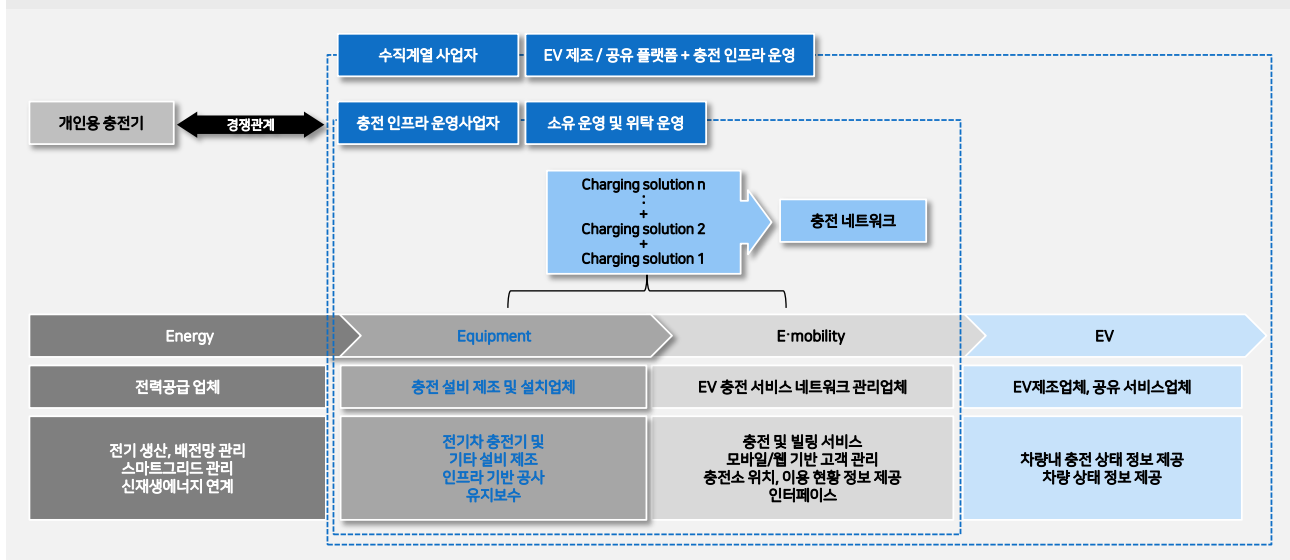 수직계열 사업자
EV 제조 / 공유 플랫폼 + 충전 인프라 운영
개인용 충전기
경쟁관계
충전 인프라 운영사업자
소유 운영 및 위탁 운영
Charging solution n
:
+
Charging solution 2
+
Charging solution 1
충전 네트워크
Energy
Equipment
E·mobility
EV
전력공급 업체
충전 설비 제조 및 설치업체
EV 충전 서비스 네트워크 관리업체
EV제조업체, 공유 서비스업체
전기 생산, 배전망 관리
스마트그리드 관리
신재생에너지 연계
전기차 충전기 및
기타 설비 제조
인프라 기반 공사
유지보수
충전 및 빌링 서비스
모바일/웹 기반 고객 관리
충전소 위치, 이용 현황 정보 제공
인터페이스
차량내 충전 상태 정보 제공
차량 상태 정보 제공